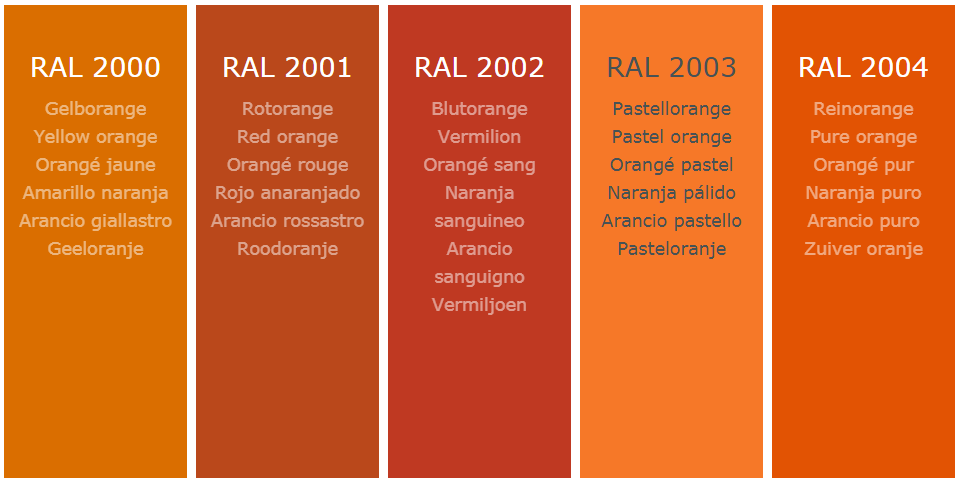 RAL 2000
Gelborange
Yellow orange
Orangé jaune
Amarillo naranja
Arancio giallastro
Geeloranje
RAL 2001
Rotorange
Red orange
Orangé rouge
Rojo anaranjado
Arancio rossastro
Roodoranje
RAL 2002
Blutorange
Vermilion
Orangé sang
Naranja
sanguineo
Arancio
sanguigno
Vermiljoen
RAL 2003
Pastellorange
Pastel orange
Orangé pastel
Naranja pálido
Arancio pastello
Pasteloranje
RAL 2004
Reinorange
Pure orange
Orangé pur
Naranja puro
Arancio puro
Zuiver oranje